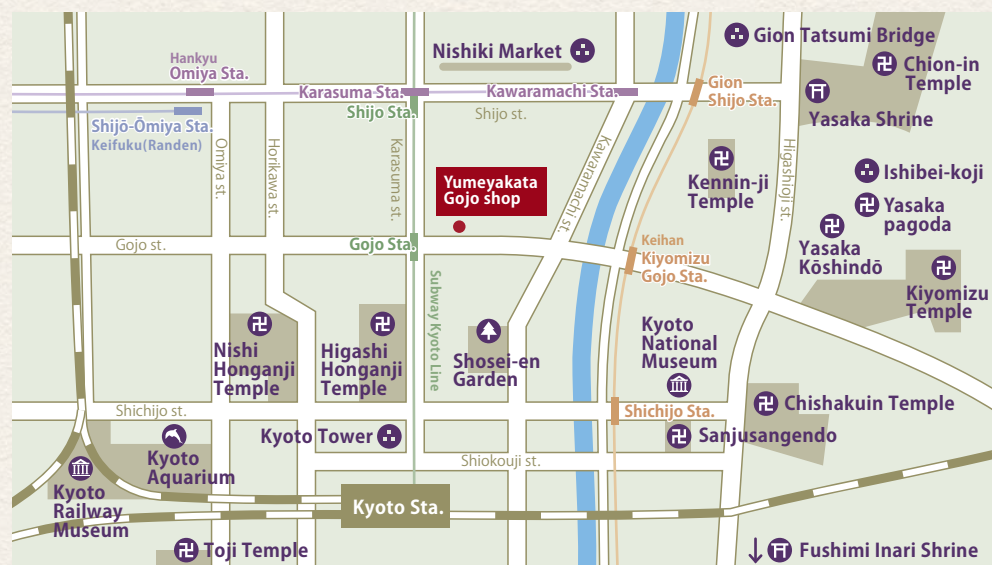 Nishiki Market
Gion Tatsumi Bridge
Hankyu
Omiya Sta.
Chion-in
Temple
Karasuma Sta.
Kawaramachi Sta.
Gion
Shijo Sta.
Shijo Sta.
Shijo st.
Yasaka Shrine
Shijō-Ōmiya Sta.
Keifuku(Randen)
Omiya st.
Horikawa st.
Karasuma st.
Kawaramachi st.
Higashioji st.
Yumeyakata
Gojo shop
Kennin-ji
Temple
Ishibei-koji
Yasaka
pagoda
Yasaka
Kōshindō
Gojo st.
Gojo Sta.
Keihan
Kiyomizu
Gojo Sta.
Kiyomizu
Temple
Subway Kyoto Line
Nishi
Honganji
Temple
Higashi
Honganji
Temple
Shosei-en
Garden
Kyoto
National
Museum
Shichijo st.
Shichijo Sta.
Chishakuin Temple
Kyoto Tower
Sanjusangendo
Kyoto
Aquarium
Shiokouji st.
Kyoto
Railway
Museum
Kyoto Sta.
Toji Temple
Fushimi Inari Shrine